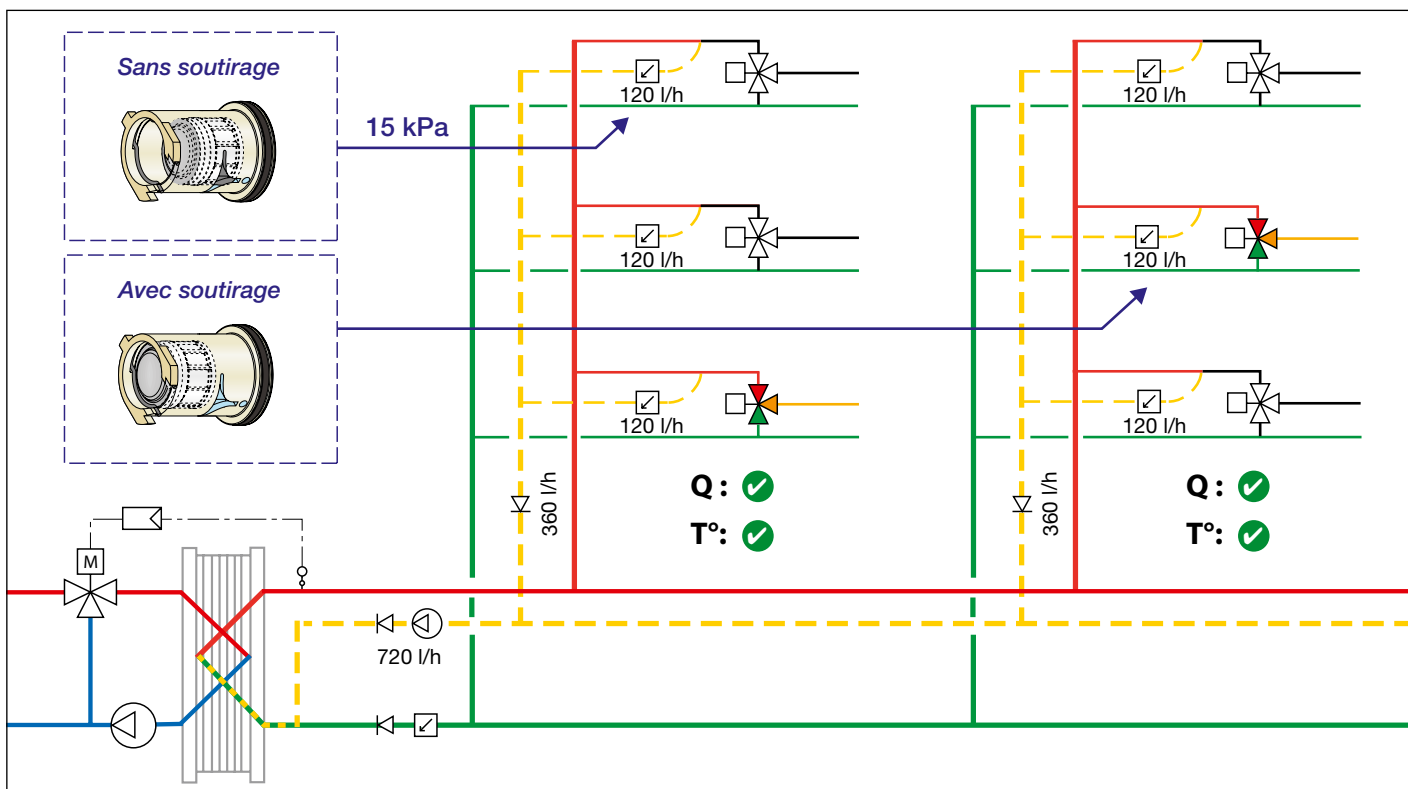 Sans soutirage
15 kPa
120 l/h
120 l/h
120 l/h
120 l/h
Avec soutirage
120 l/h
120 l/h
360 l/h
Q : ✔
T°: ✔
360 l/h
Q : ✔
T°: ✔
M
720 l/h